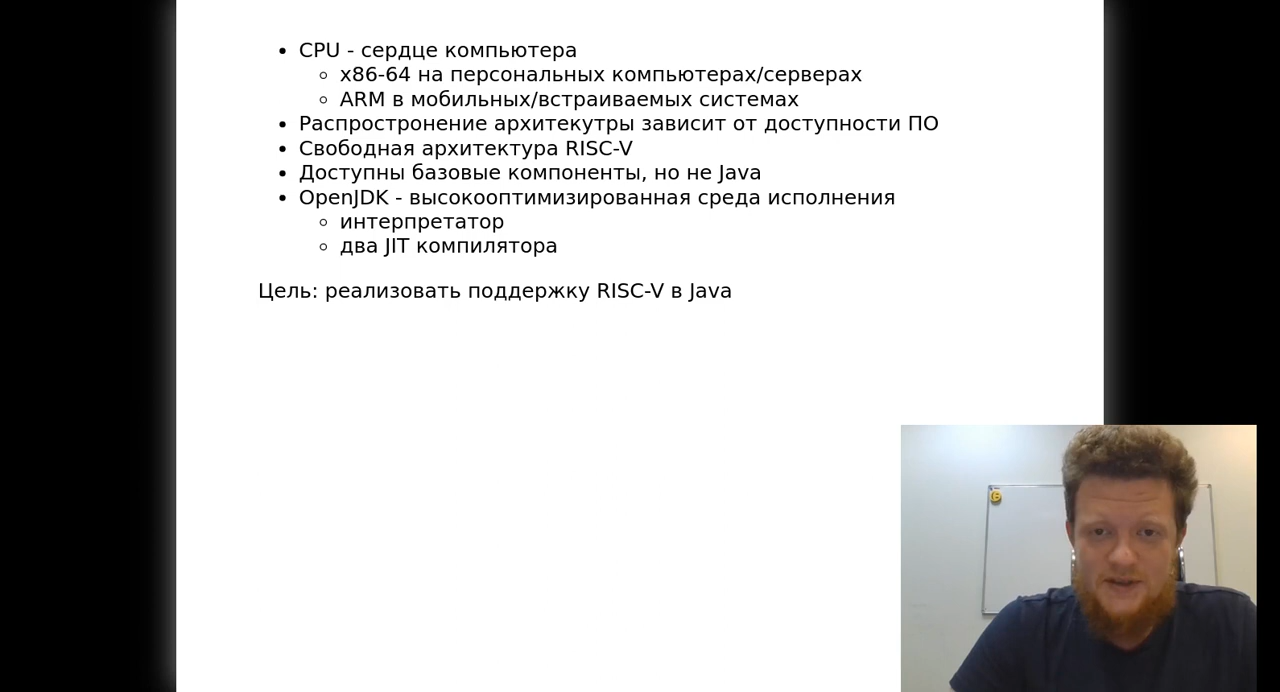 CPU - сердце компьютера
x86-64 на персональных компьютерах/серверах
ARM в мобильных/встраиваемых системах
Распростронение архитекутры зависит от доступности ПО
Свободная архитектура RISC-V
Доступны базовые компоненты, но не Java
OpenJDK - высокооптимизированная среда исполнения
интерпретатор
два JIT компилятора
Цель: реализовать поддержку RISC-V в Java